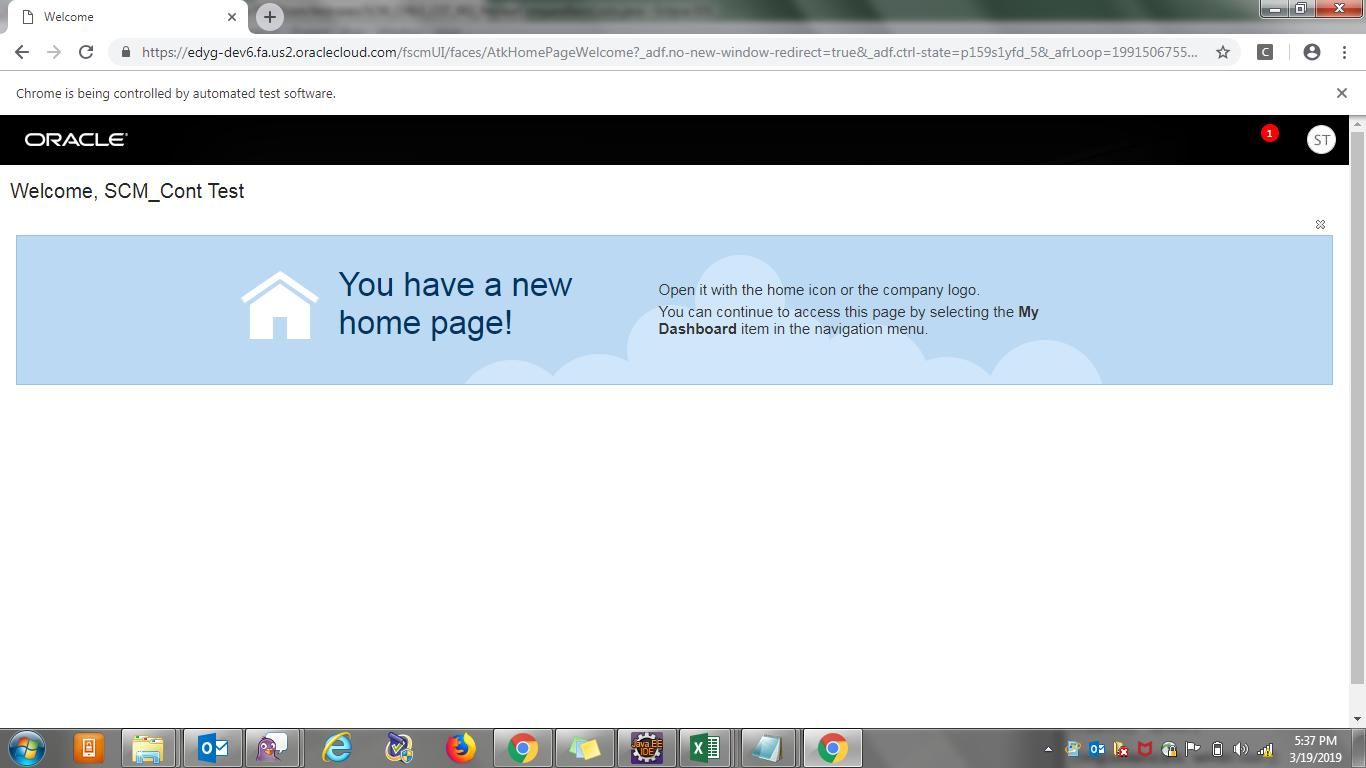 Welcome
https://edyg-dev6.fa.us2.oraclecloud.com/fscmUI/faces/AtkHomePageWelcome?_adf.no-new-window-redirect=true&_adf.ctrl-state=p159s1yfd_5&_afrLoop=1991506755...
C
Chrome is being controlled by automated test software.
ORACLE
1
ST
Welcome, SCM_Cont Test
You have a new
home page!
Open it with the home icon or the company logo.
You can continue to access this page by selecting the My
Dashboard item in the navigation menu.
Java EE
IDE
5:37 PM
3/19/2019